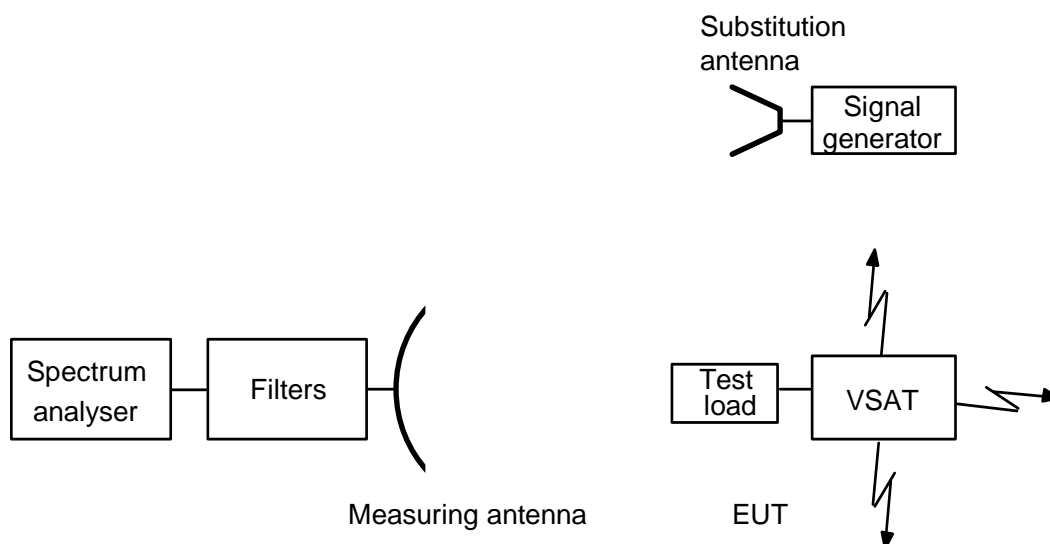 Substitution
antenna
Signal
generator
Spectrum
analyser
Filters
Test
load
VSAT
Measuring antenna
EUT